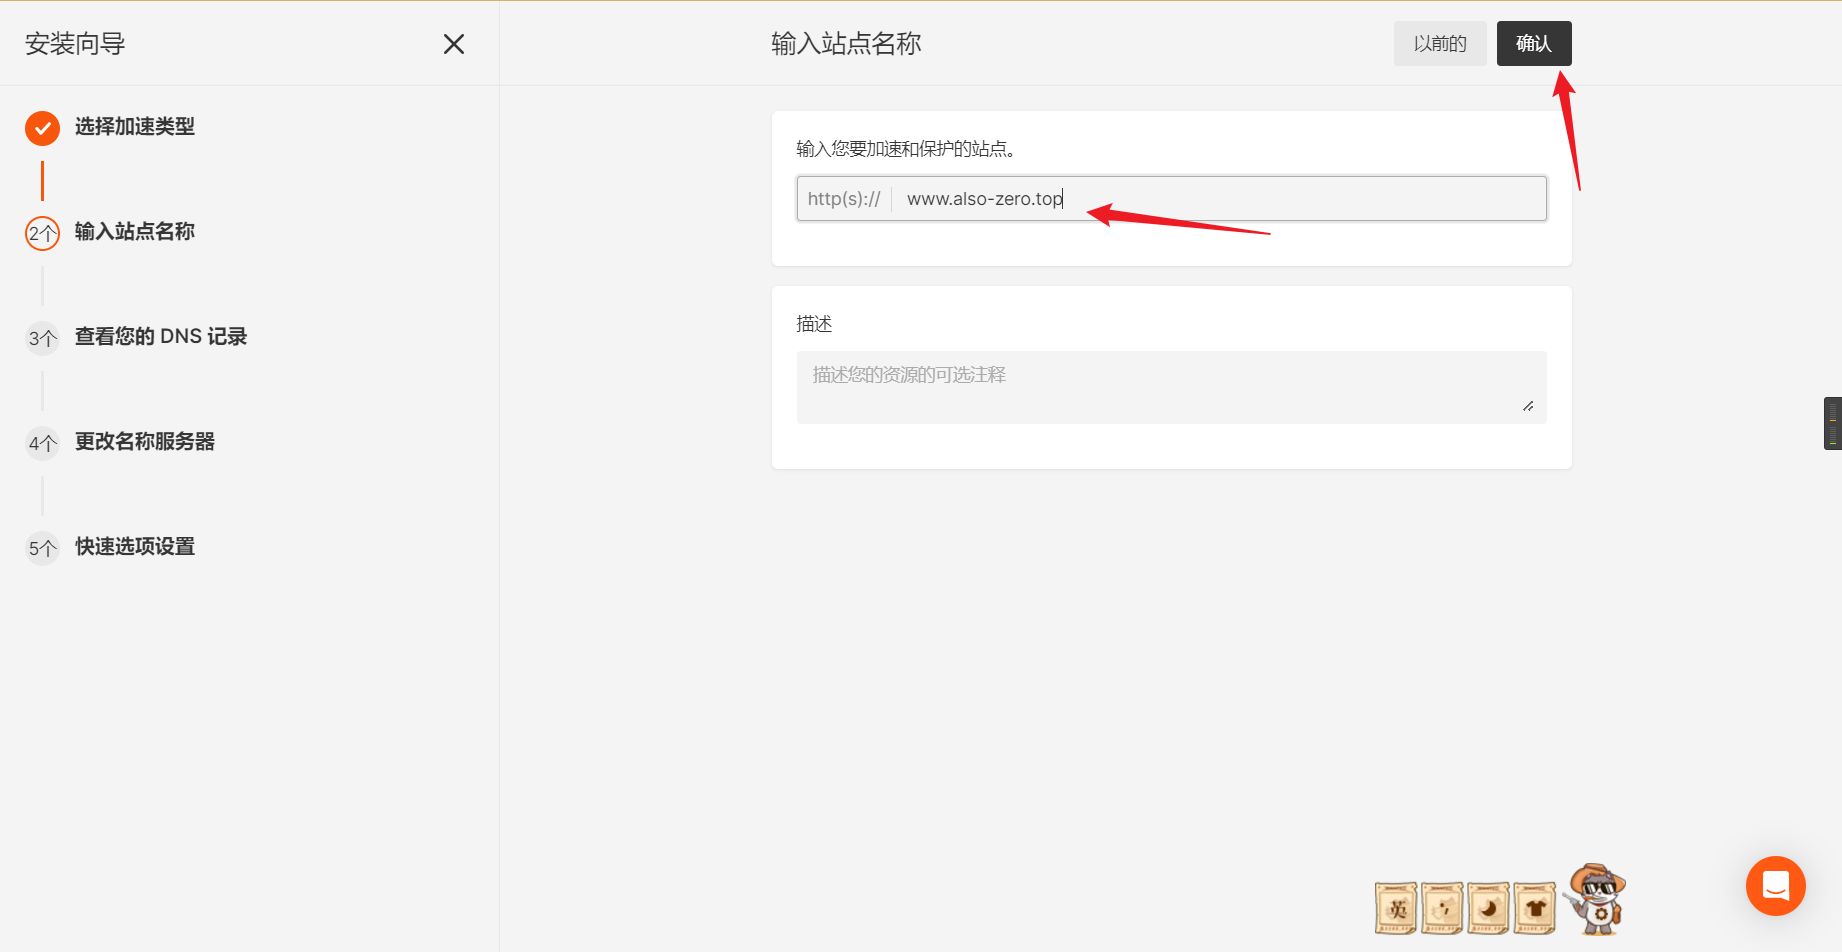 安装向导
选择加速类型
2个 输入站点名称
3个 查看您的 DNS 记录
4个 更改名称服务器
5个 快速选项设置
输入站点名称
以前的 确认
输入您要加速和保护的站点。
http(s):// www.also-zero.top
描述
描述您的资源的可选注释
英